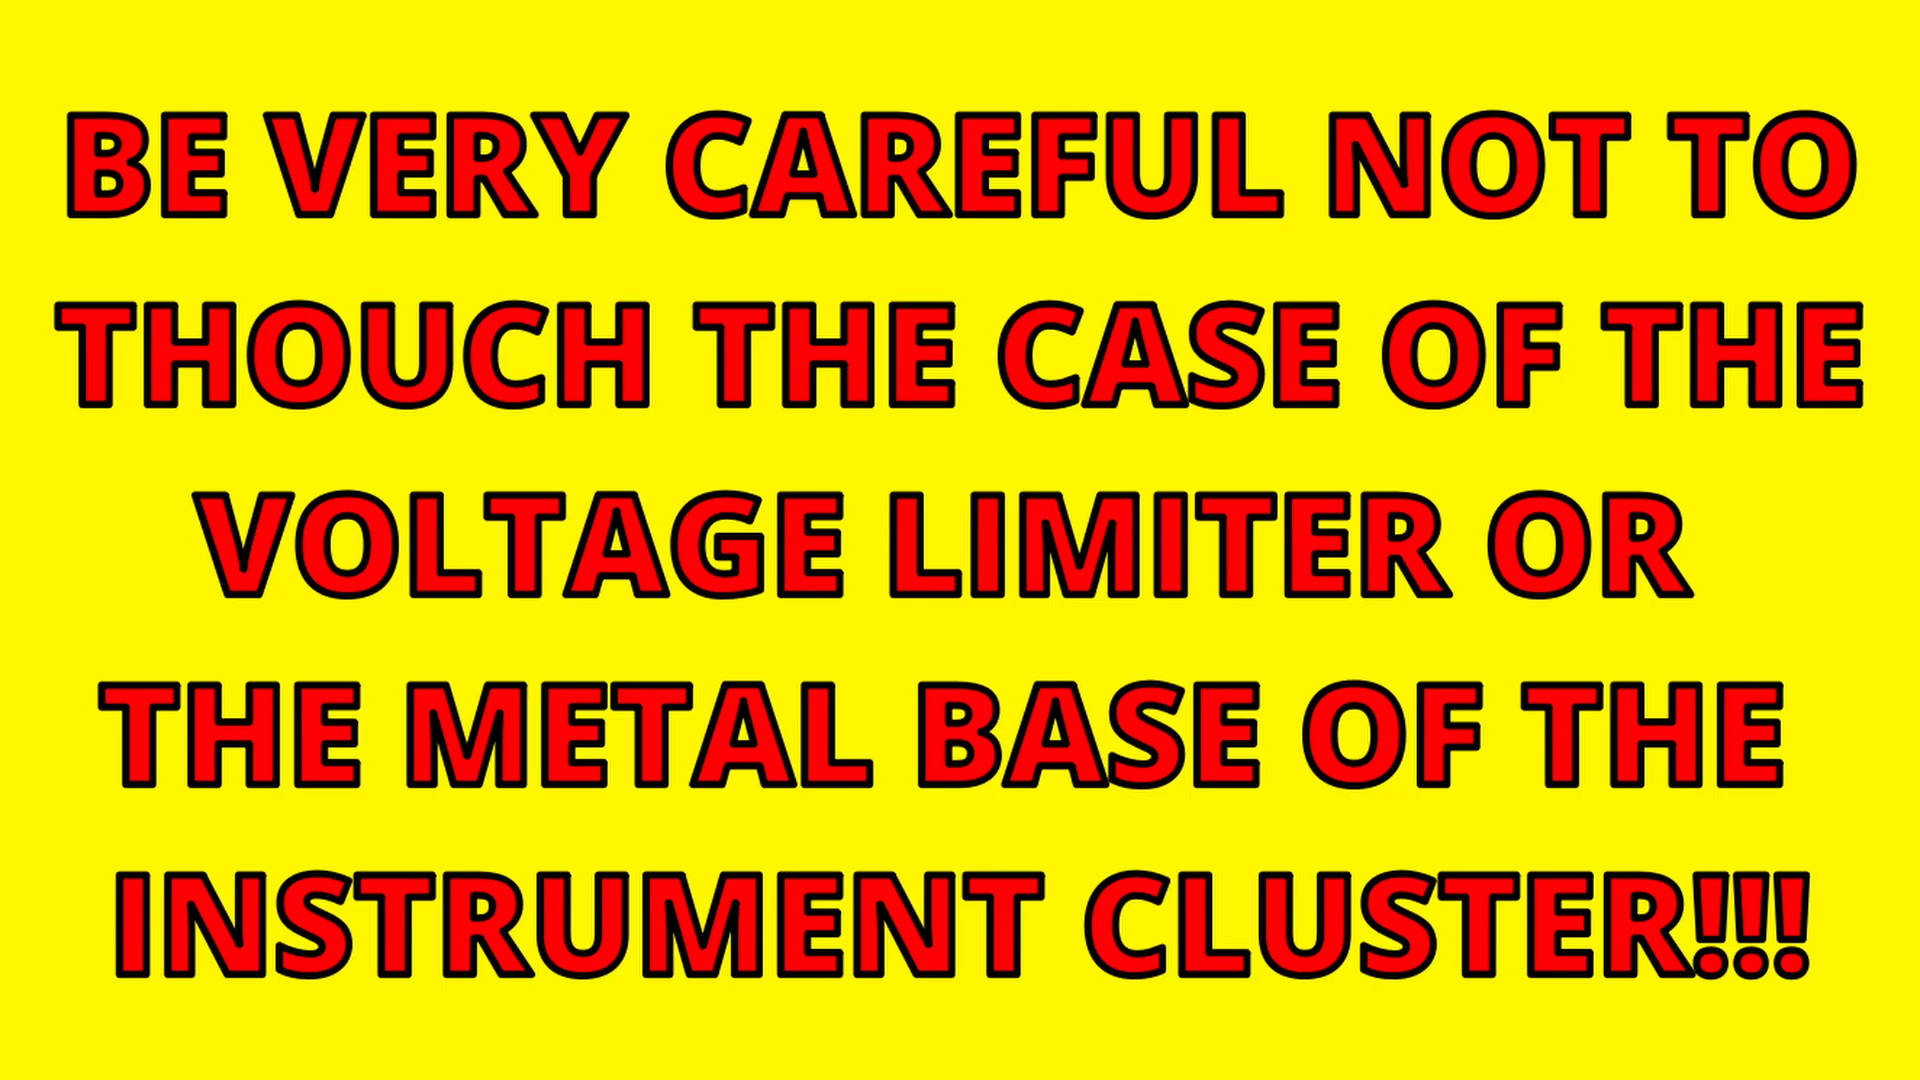 BE VERY CAREFUL NOT TO
THOUCH THE CASE OF THE
VOLTAGE LIMITER OR
THE METAL BASE OF THE
INSTRUMENT CLUSTER!!!